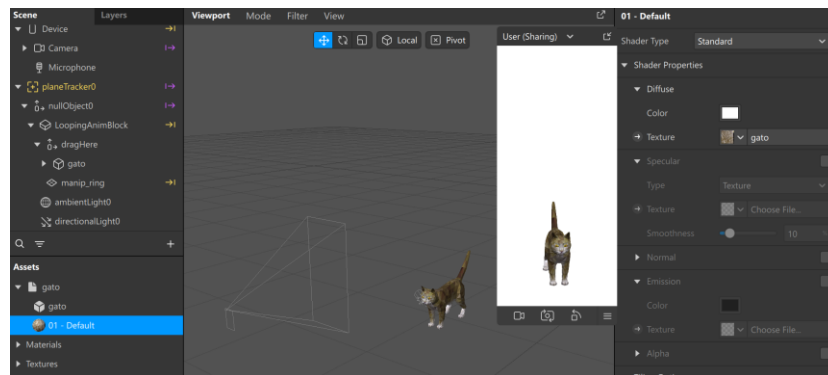 Scene Layers
Device
Camera
Microphone
planeTracker0
nullObject0
LoopingAnimBlock
dragHere
gato
manip_ring
ambientLight0
directionalLight0
Assets
gato
gato
01 - Default
Materials
Textures
Viewport Mode Filter View
Local Pivot
User (Sharing)
01 - Default
Shader Type Standard
Shader Properties
Diffuse
Color
Texture gato
Specular
Type Texture
Texture Choose File...
Smoothness 10
Normal
Emission
Color
Texture Choose File...
Alpha